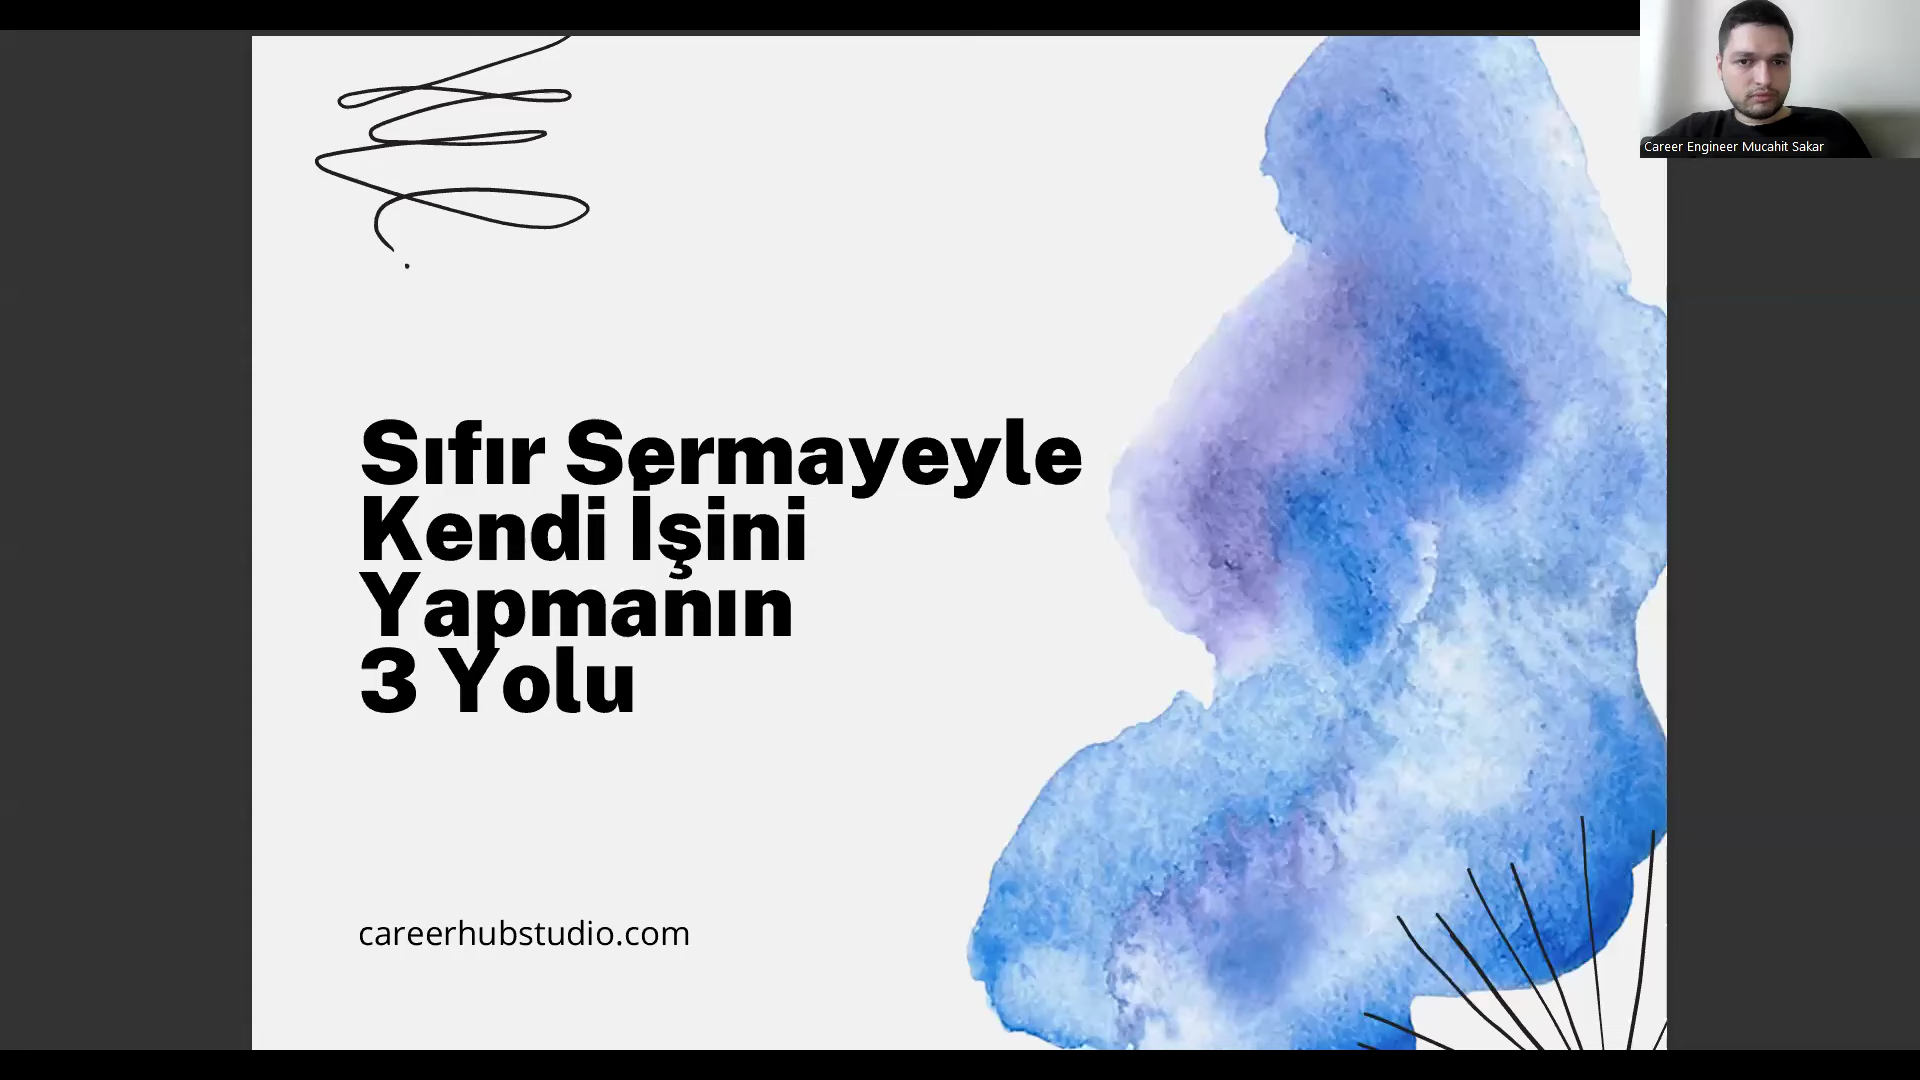 Career Engineer Mucahit Sakar
Sıfır Sermayeyle
Kendi İşini
Yapmanın
3 Yolu
careerhubstudio.com